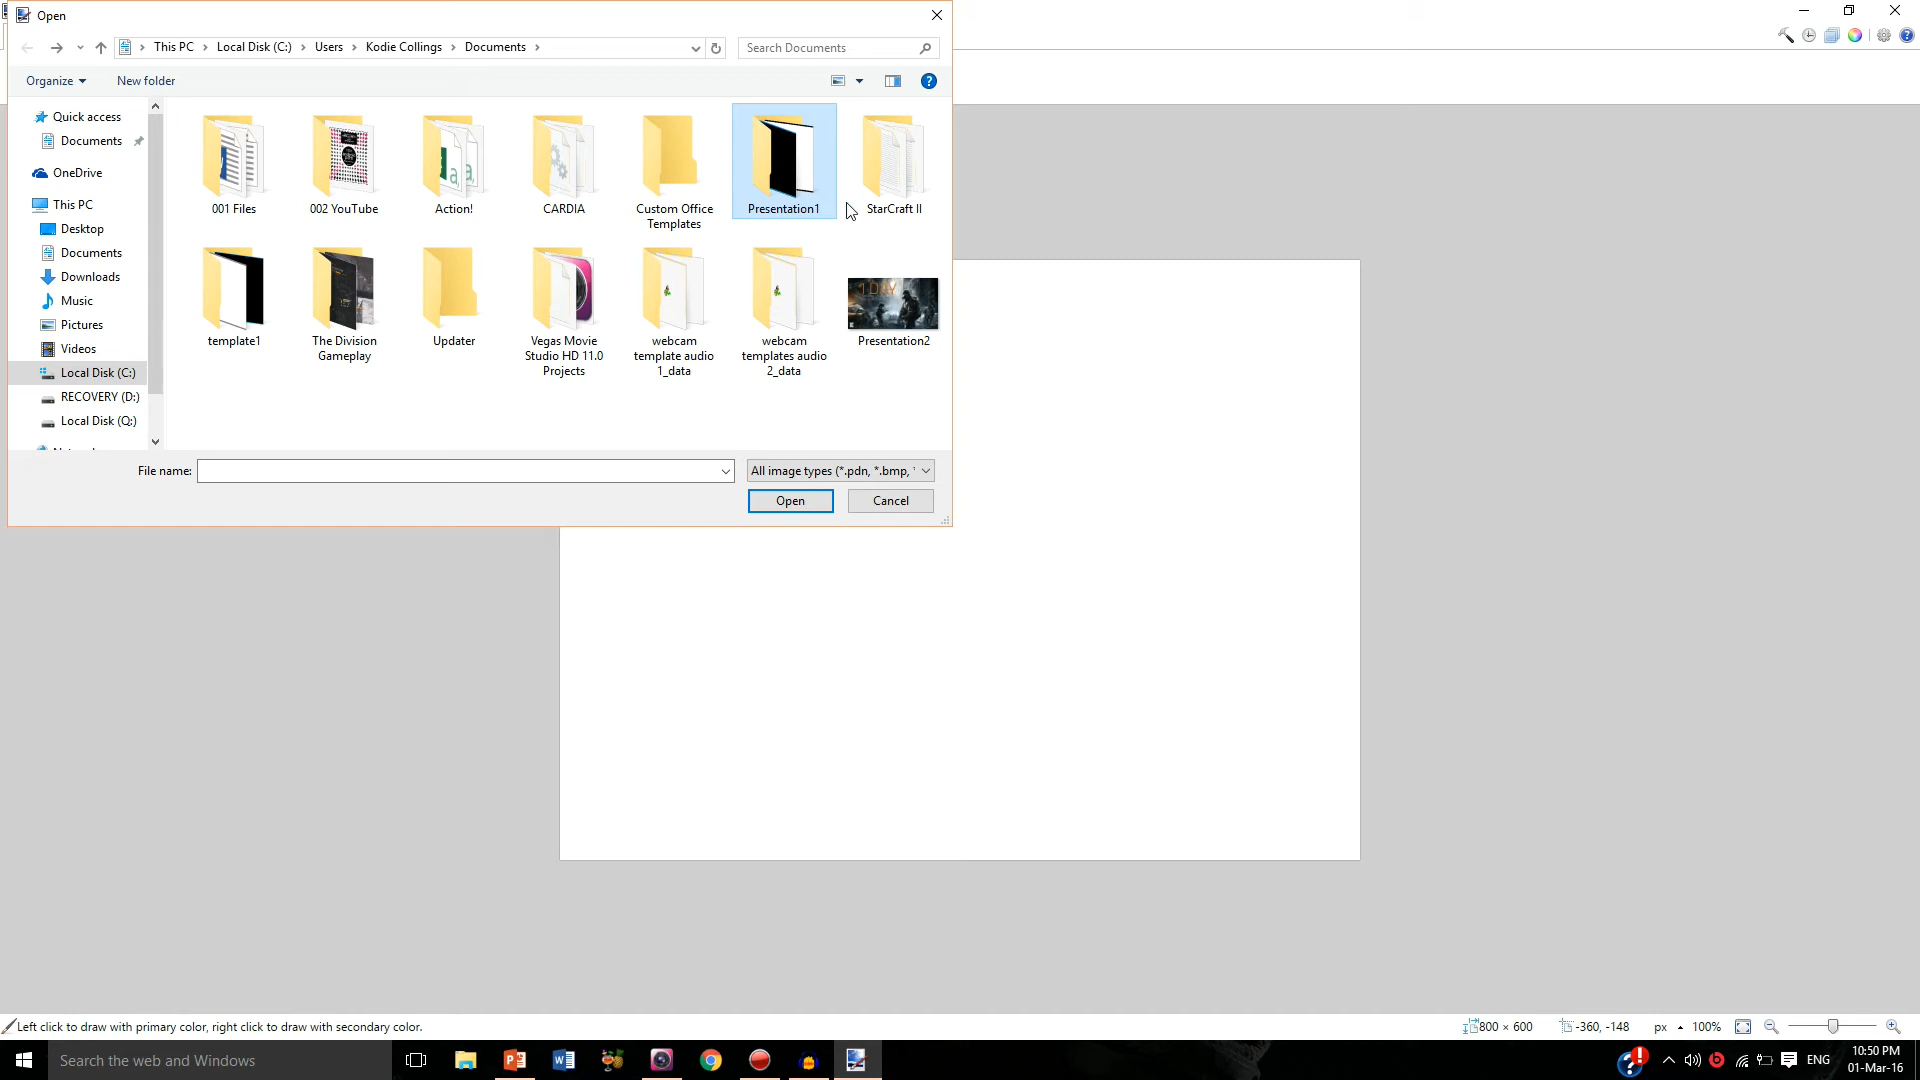 Open
This PC > Local Disk (C:) > Users > Kodie Collings > Documents >
Search Documents
Organize
New folder
Quick access
Documents
OneDrive
This PC
Desktop
Documents
Downloads
Music
Pictures
Videos
Local Disk (C:)
RECOVERY (D:)
Local Disk (Q:)
001 Files
002 YouTube
Action!
CARDIA
Custom Office
Templates
Presentation1
StarCraft II
template1
The Division
Gameplay
Updater
Vegas Movie
Studio HD 11.0
Projects
webcam
template audio
1_data
webcam
templates audio
2_data
1 DAY
Presentation2
File name:
All image types (*.pdn, *.bmp, *
Open
Cancel
Left click to draw with primary color, right click to draw with secondary color.
800 × 600
-360, -148
px
100%
Search the web and Windows
ENG
10:50 PM
01-Mar-16